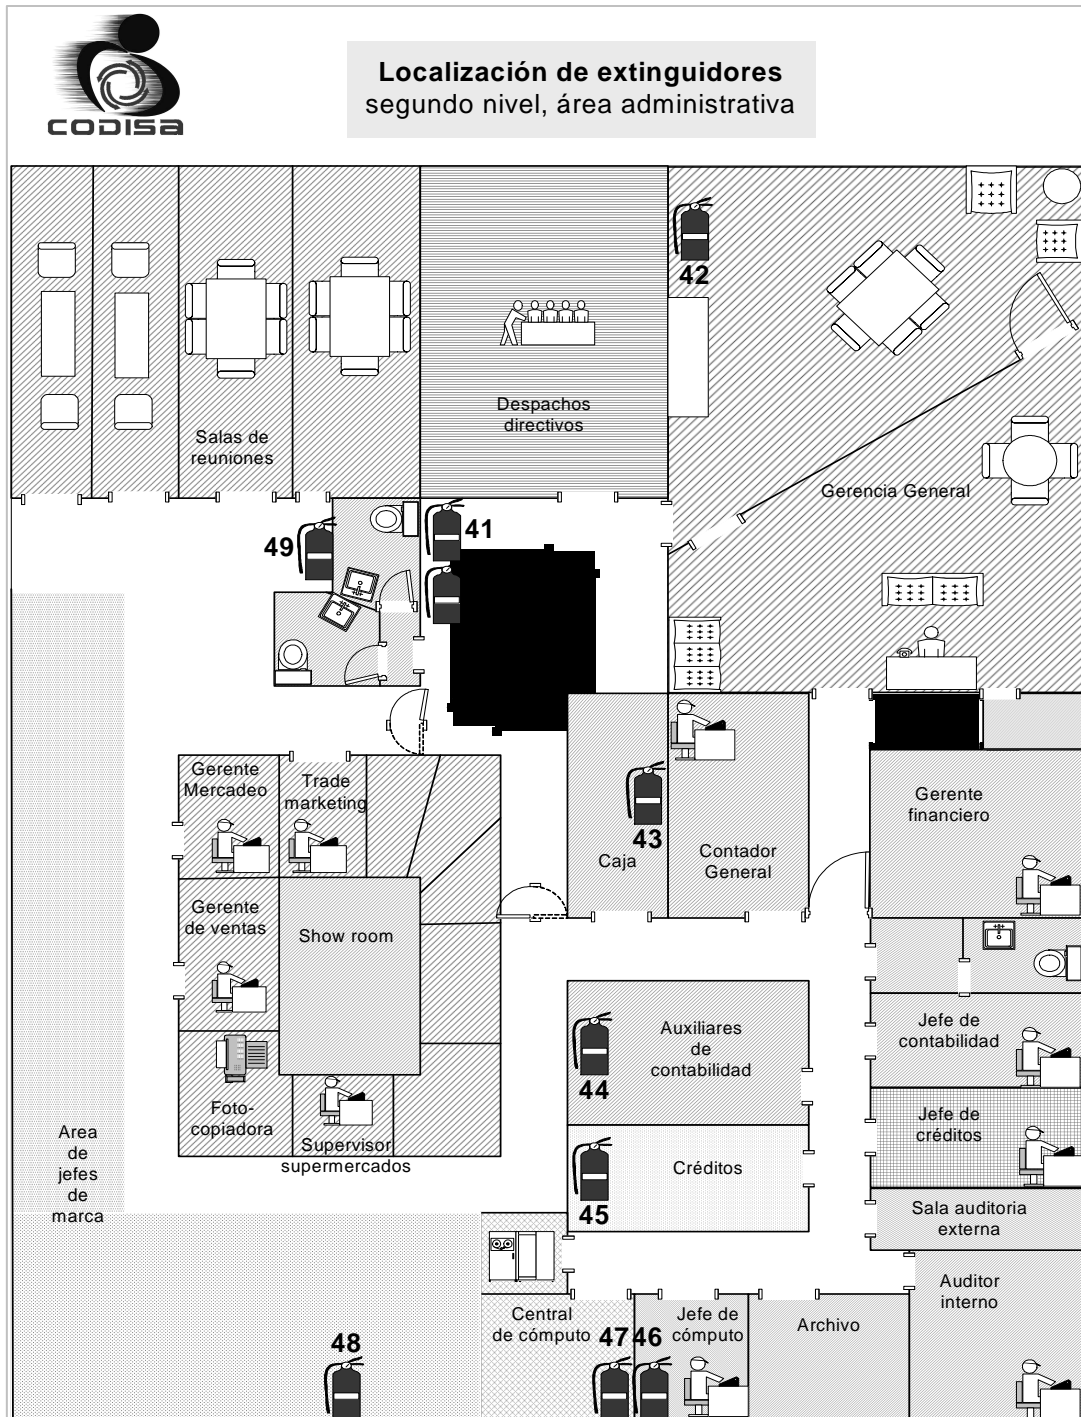 CODISA
Localización de extinguidores
segundo nivel, área administrativa
42
Despachos
directivos
Salas de
reuniones
Gerencia General
41
49
Gerente
Mercadeo
Trade
marketing
Gerente
financiero
43
Caja
Contador
General
Gerente
de ventas
Show room
Auxiliares
de
contabilidad
Jefe de
contabilidad
44
Foto-
copiadora
Supervisor
supermercados
Jefe de
créditos
Area
de
jefes
de
marca
Créditos
45
Sala auditoria
externa
Auditor
interno
Central
de cómputo
Jefe de
cómputo
Archivo
48
47
46